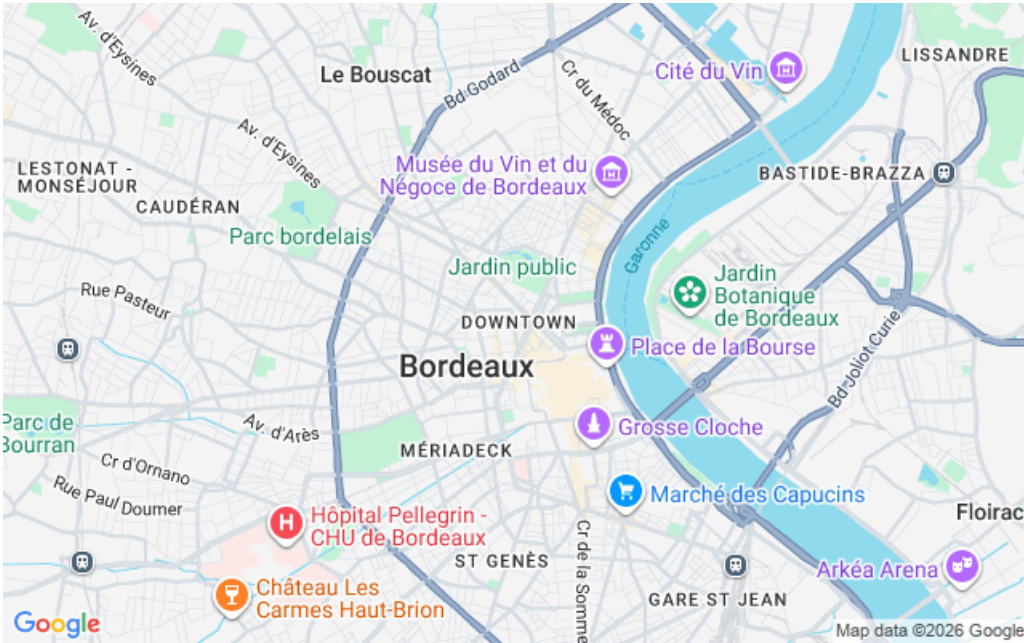 Av. d'Eysines
Le Bouscat
Bd Godard
Cr du Médoc
Cité du Vin
LISSANDRE
Av. d'Eysines
LESTONAT -
MONSÉJOUR
CAUDÉRAN
Musée du Vin et du
Négoce de Bordeaux
BASTIDE-BRAZZA
Parc bordelais
Garonne
Jardin public
Jardin
Botanique
de Bordeaux
Rue Pasteur
DOWNTOWN
Place de la Bourse
Bordeaux
Bd Joliot Curie
Parc de
Bourran
Av. d'Arès
Grosse Cloche
MÉRIADECK
Cr d'Ornano
Rue Paul Doumer
Marché des Capucins
H
Hôpital Pellegrin -
CHU de Bordeaux
Floirac
Cr de la Somme
ST GENÈS
Arkéa Arena
Château Les
Carmes Haut-Brion
GARE ST JEAN
Google
Map data ©2026 Google